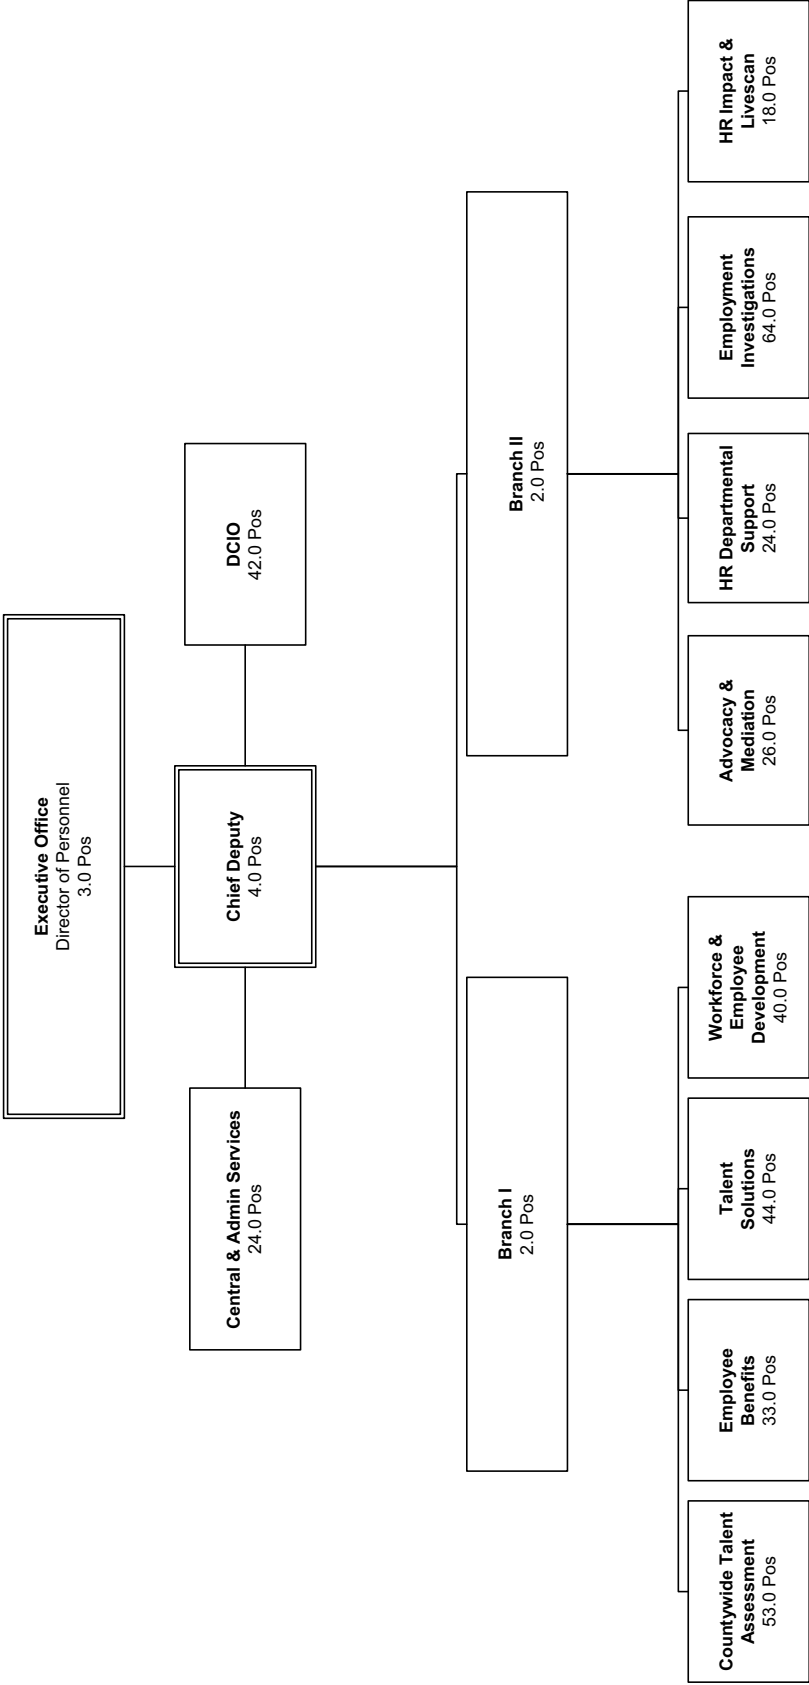 Executive Office
Director of Personnel
3.0 Pos
Central & Admin Services
24.0 Pos
Chief Deputy
4.0 Pos
DCIO
42.0 Pos
Branch I
2.0 Pos
Branch II
2.0 Pos
Countywide Talent
Assessment
53.0 Pos
Employee
Benefits
33.0 Pos
Talent
Solutions
44.0 Pos
Workforce &
Employee
Development
40.0 Pos
Advocacy &
Mediation
26.0 Pos
HR Departmental
Support
24.0 Pos
Employment
Investigations
64.0 Pos
HR Impact &
Livescan
18.0 Pos